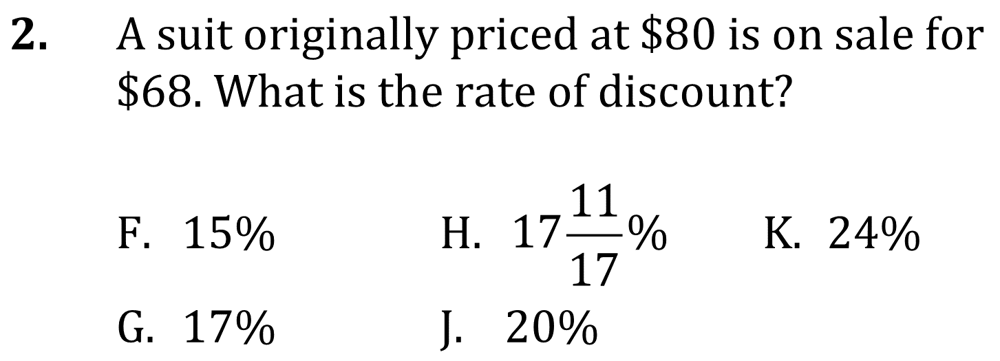 2. A suit originally priced at $80 is on sale for
$68. What is the rate of discount?
F. 15% H. 17 11/17% K. 24%
G. 17% J. 20%